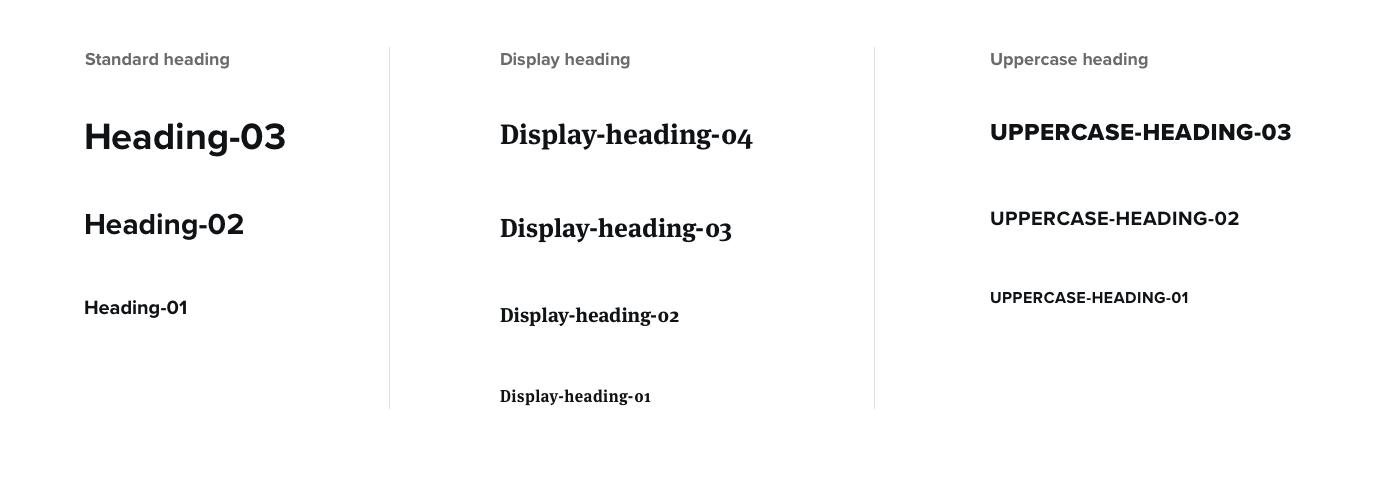 Standard heading
Heading-03
Heading-02
Heading-01
Display heading
Display-heading-04
Display-heading-03
Display-heading-02
Display-heading-01
Uppercase heading
UPPERCASE-HEADING-03
UPPERCASE-HEADING-02
UPPERCASE-HEADING-01